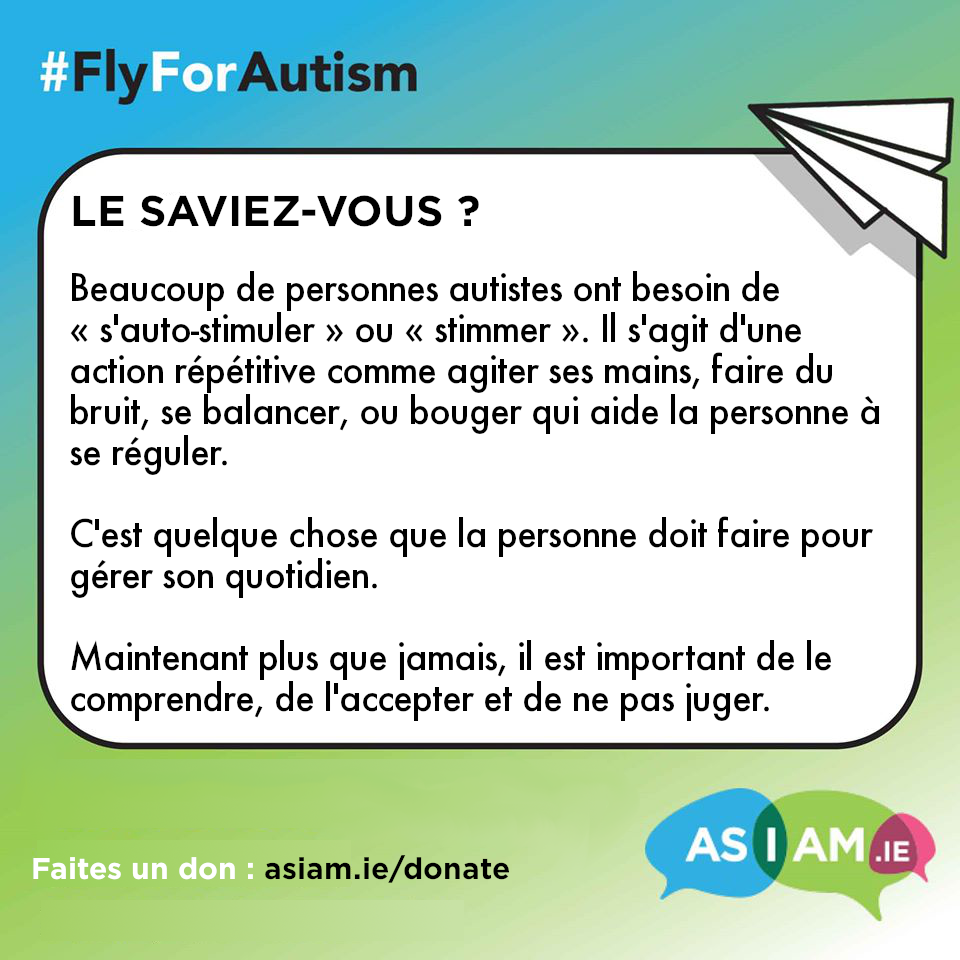 #FlyForAutism
LE SAVIEZ-VOUS ?
Beaucoup de personnes autistes ont besoin de
« s'auto-stimuler » ou « stimmer ». Il s'agit d'une
action répétitive comme agiter ses mains, faire du
bruit, se balancer, ou bouger qui aide la personne à
se réguler.
C'est quelque chose que la personne doit faire pour
gérer son quotidien.
Maintenant plus que jamais, il est important de le
comprendre, de l'accepter et de ne pas juger.
Faites un don : asiam.ie/donate
AS I AM.IE